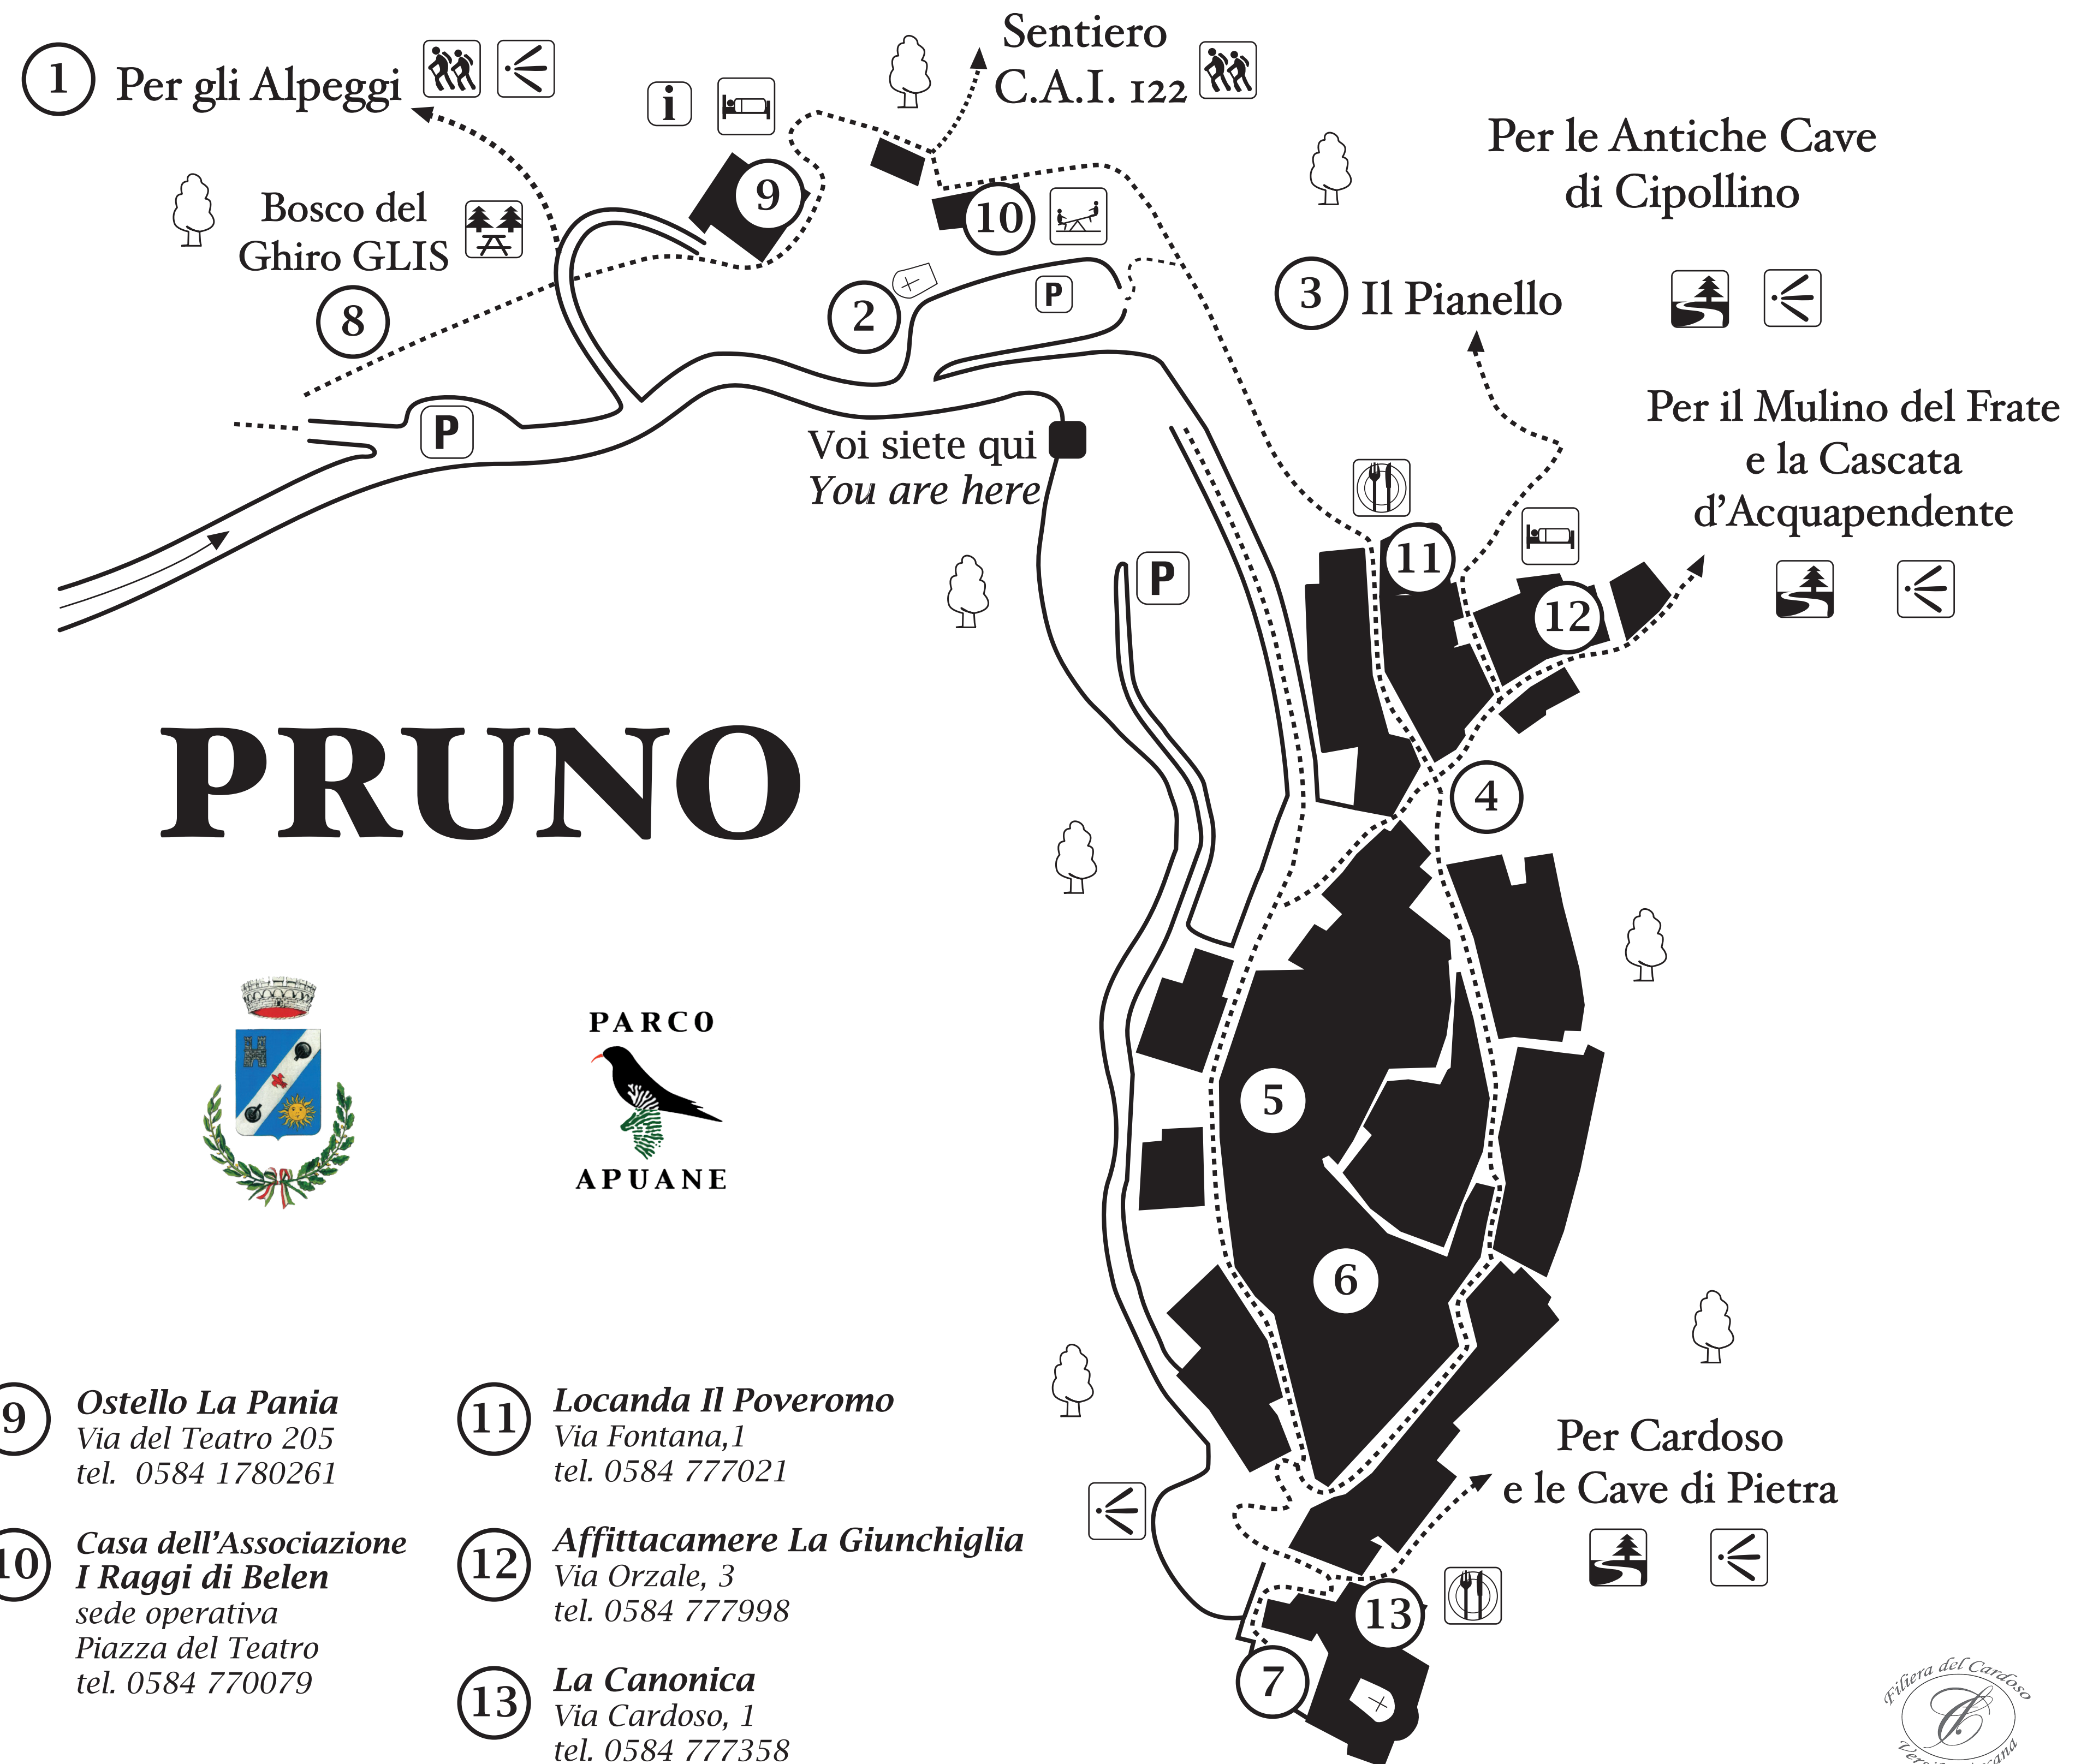 1 Per gli Alpeggi
Sentiero
C.A.I. 122
i
Per le Antiche Cave
di Cipollino
Bosco del
Ghiro GLIS
8
9
10
2
P
3 Il Pianello
P
Voi siete qui
You are here
Per il Mulino del Frate
e la Cascata
d'Acquapendente
11
12
P
PRUNO
4
PARCO
APUANE
5
6
Per Cardoso
e le Cave di Pietra
13
7
9 Ostello La Pania
Via del Teatro 205
tel. 0584 1780261
10 Casa dell'Associazione
I Raggi di Belen
sede operativa
Piazza del Teatro
tel. 0584 770079
11 Locanda Il Poveromo
Via Fontana,1
tel. 0584 777021
12 Affittacamere La Giunchiglia
Via Orzale, 3
tel. 0584 777998
13 La Canonica
Via Cardoso, 1
tel. 0584 777358
Filiera del Cardoso